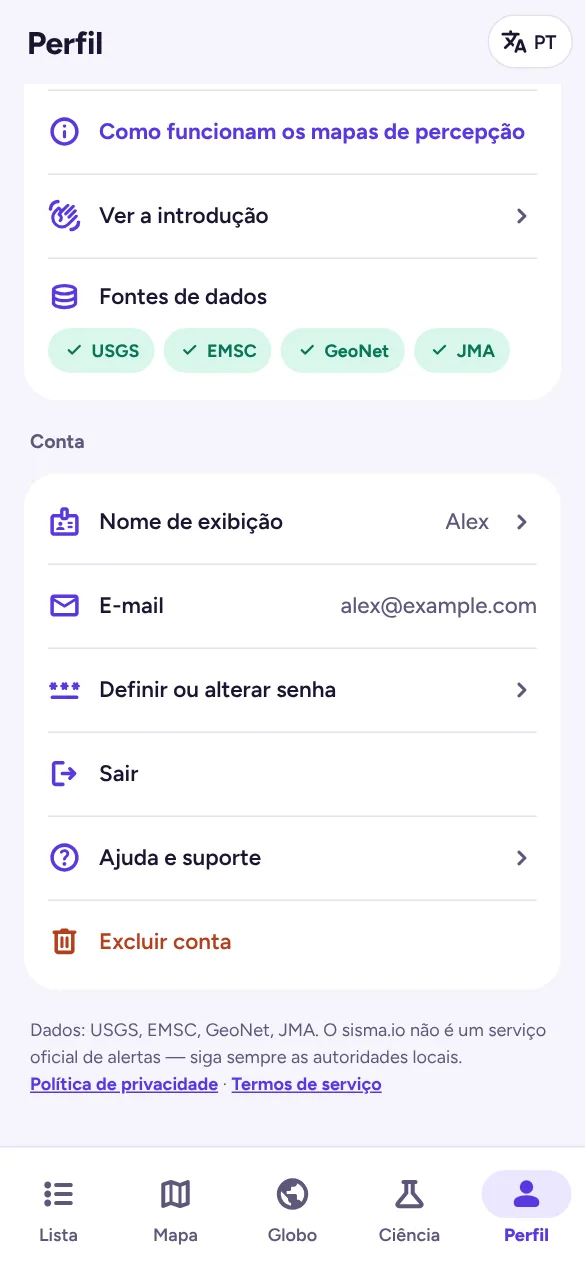 Perfil
PT
Como funcionam os mapas de percepção
Ver a introdução
Fontes de dados
USGS
EMSC
GeoNet
JMA
Conta
Nome de exibição
Alex
E-mail
alex@example.com
Definir ou alterar senha
Sair
Ajuda e suporte
Excluir conta
Dados: USGS, EMSC, GeoNet, JMA. O sisma.io não é um serviço
oficial de alertas — siga sempre as autoridades locais.
Política de privacidade · Termos de serviço
Lista
Mapa
Globo
Ciência
Perfil